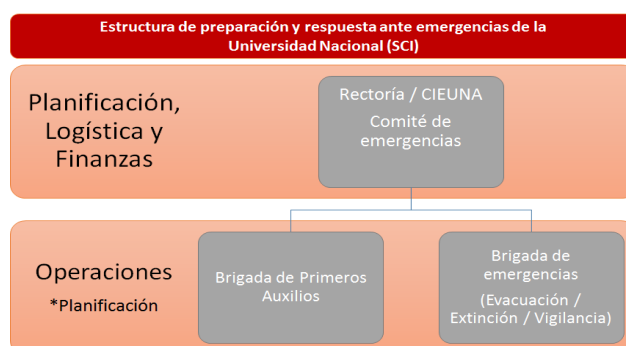 Estructura de preparación y respuesta ante emergencias de la
Universidad Nacional (SCI)
Planificación,
Logística y
Finanzas
Rectoría / CIEUNA
Comité de
emergencias
Operaciones
*Planificación
Brigada de Primeros
Auxilios
Brigada de
emergencias
(Evacuación /
Extinción / Vigilancia)